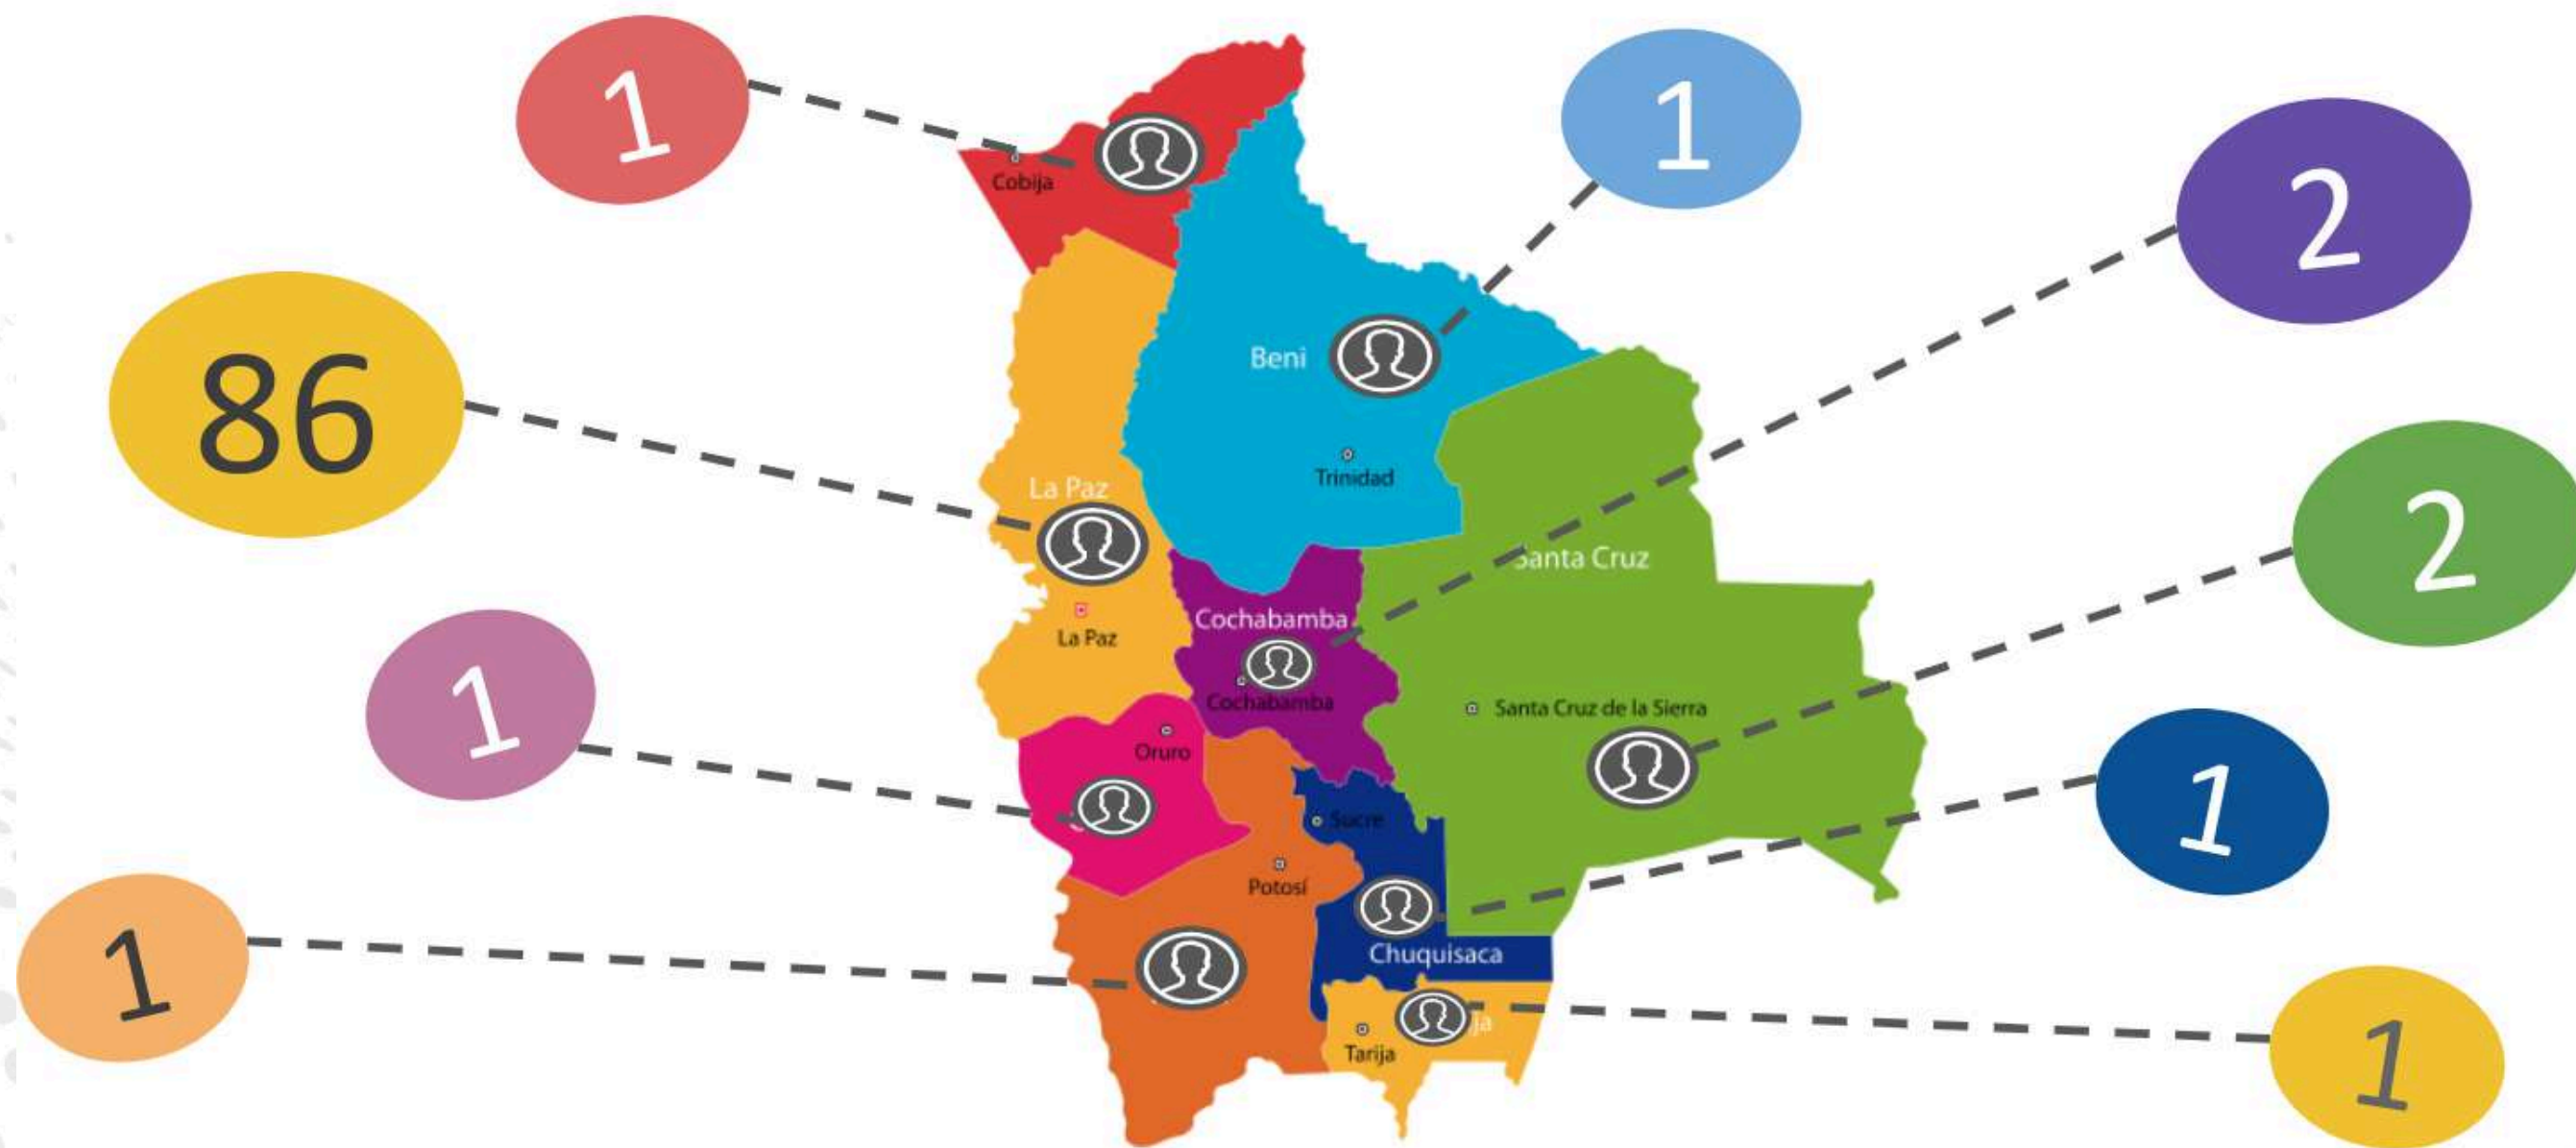 1
1
2
Cobija
86
Beni
Trinidad
La Paz
2
Santa Cruz
Cochabamba
La Paz
1
Cochabamba
Santa Cruz de la Sierra
Oruro
1
Sucre
Potosí
1
Chuquisaca
ja
Tarija
1